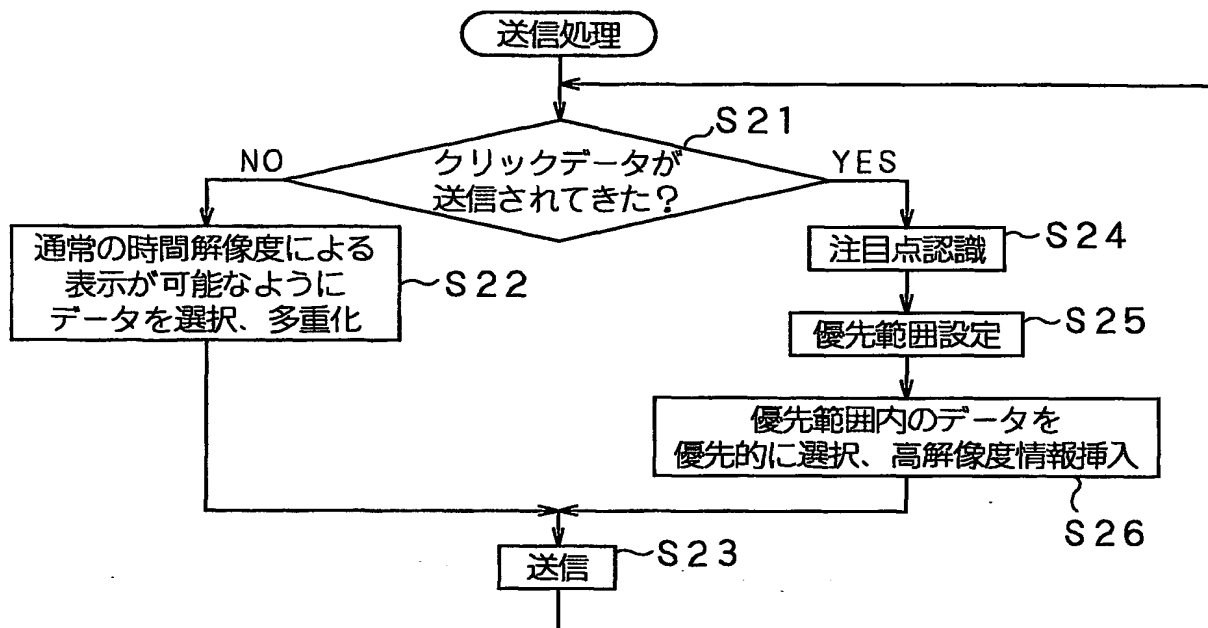 送信処理
S21
クリックデータが
送信されてきた？
NO
YES
通常の時間解像度による
表示が可能なように
データを選択、多重化
S22
注目点認識
S24
優先範囲設定
S25
優先範囲内のデータを
優先的に選択、高解像度情報挿入
S26
送信
S23